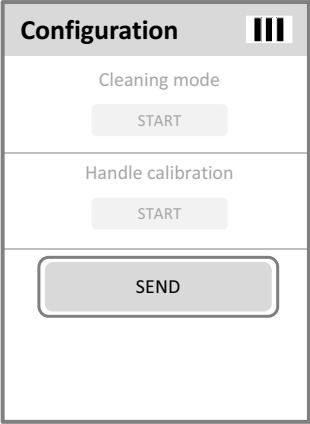 Configuration
Cleaning mode
START
Handle calibration
START
SEND